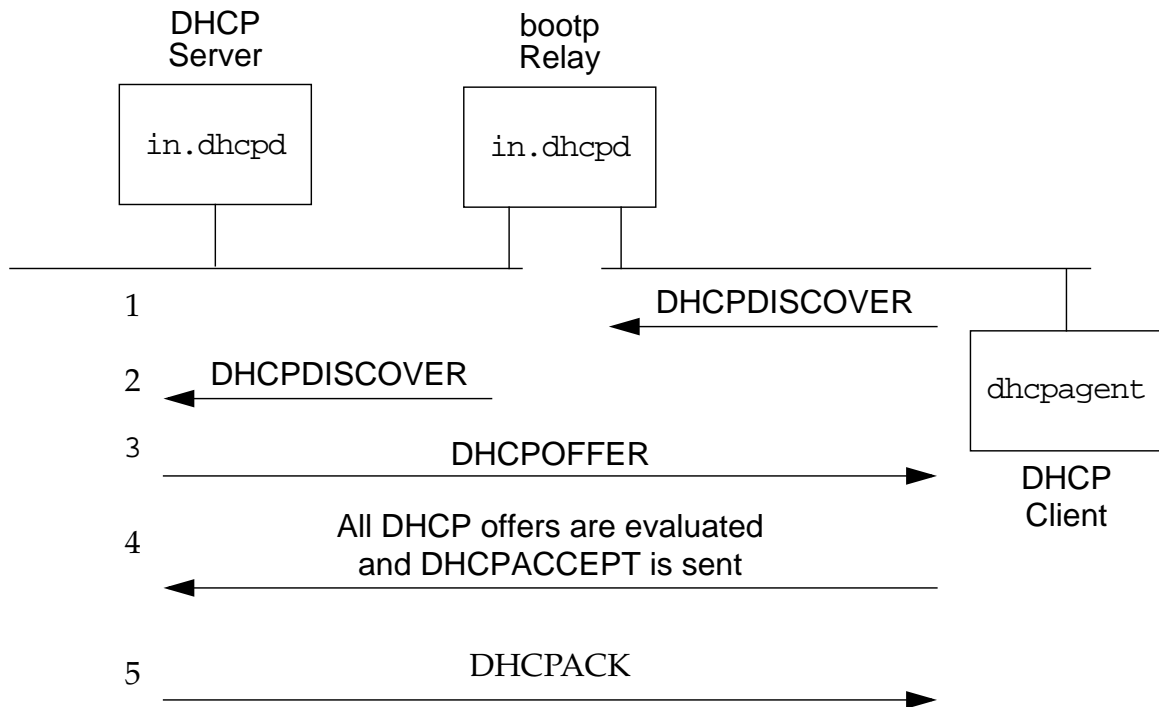 DHCP
Server
bootp
Relay
in.dhcpd
in.dhcpd
1
DHCPDISCOVER
2
DHCPDISCOVER
dhcpagent
3
DHCPOFFER
DHCP
Client
4
All DHCP offers are evaluated
and DHCPACCEPT is sent
5
DHCPACK